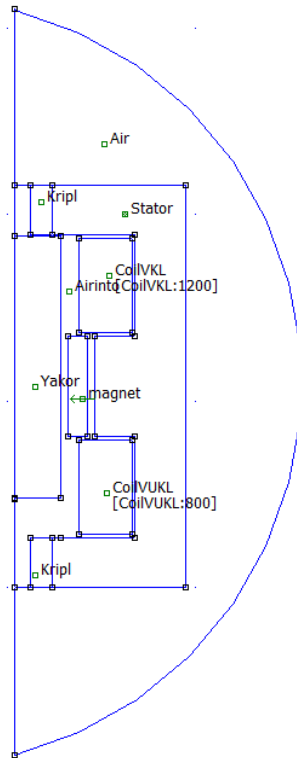 Air
Kripl
Stator
CoilVKL
[CoilVKL:1200]
Airinto
Yakor
magnet
CoilVUKL
[CoilVUKL:800]
Kripl